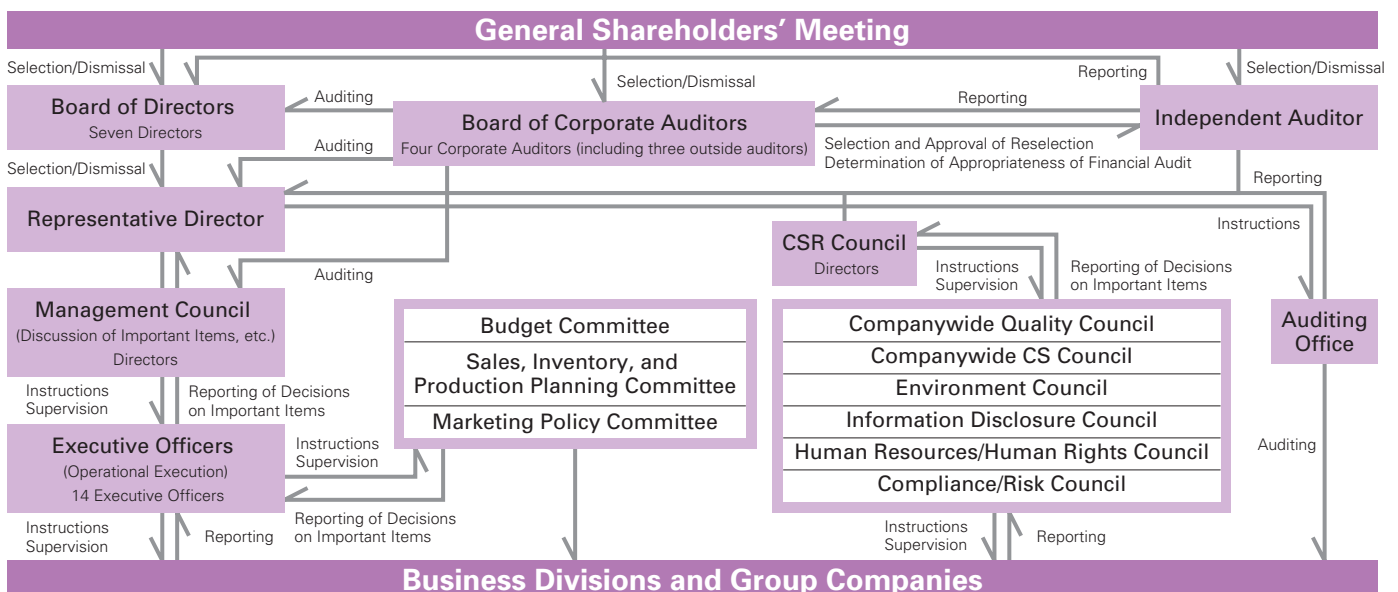 General Shareholders' Meeting
Selection/Dismissal
Reporting
Selection/Dismissal
Selection/Dismissal
Board of Directors
Seven Directors
Auditing
Board of Corporate Auditors
Four Corporate Auditors (including three outside auditors)
Reporting
Independent Auditor
Auditing
Selection and Approval of Reselection
Determination of Appropriateness of Financial Audit
Selection/Dismissal
Reporting
Representative Director
Instructions
CSR Council
Directors
Auditing
Instructions
Supervision
Reporting of Decisions
on Important Items
Management Council
(Discussion of Important Items, etc.)
Directors
Budget Committee
Sales, Inventory, and
Production Planning Committee
Marketing Policy Committee
Companywide Quality Council
Companywide CS Council
Environment Council
Information Disclosure Council
Human Resources/Human Rights Council
Compliance/Risk Council
Auditing
Office
Instructions
Supervision
Reporting of Decisions
on Important Items
Executive Officers
(Operational Execution)
14 Executive Officers
Instructions
Supervision
Auditing
Reporting of Decisions
on Important Items
Instructions
Supervision
Reporting
Instructions
Supervision
Reporting
Business Divisions and Group Companies